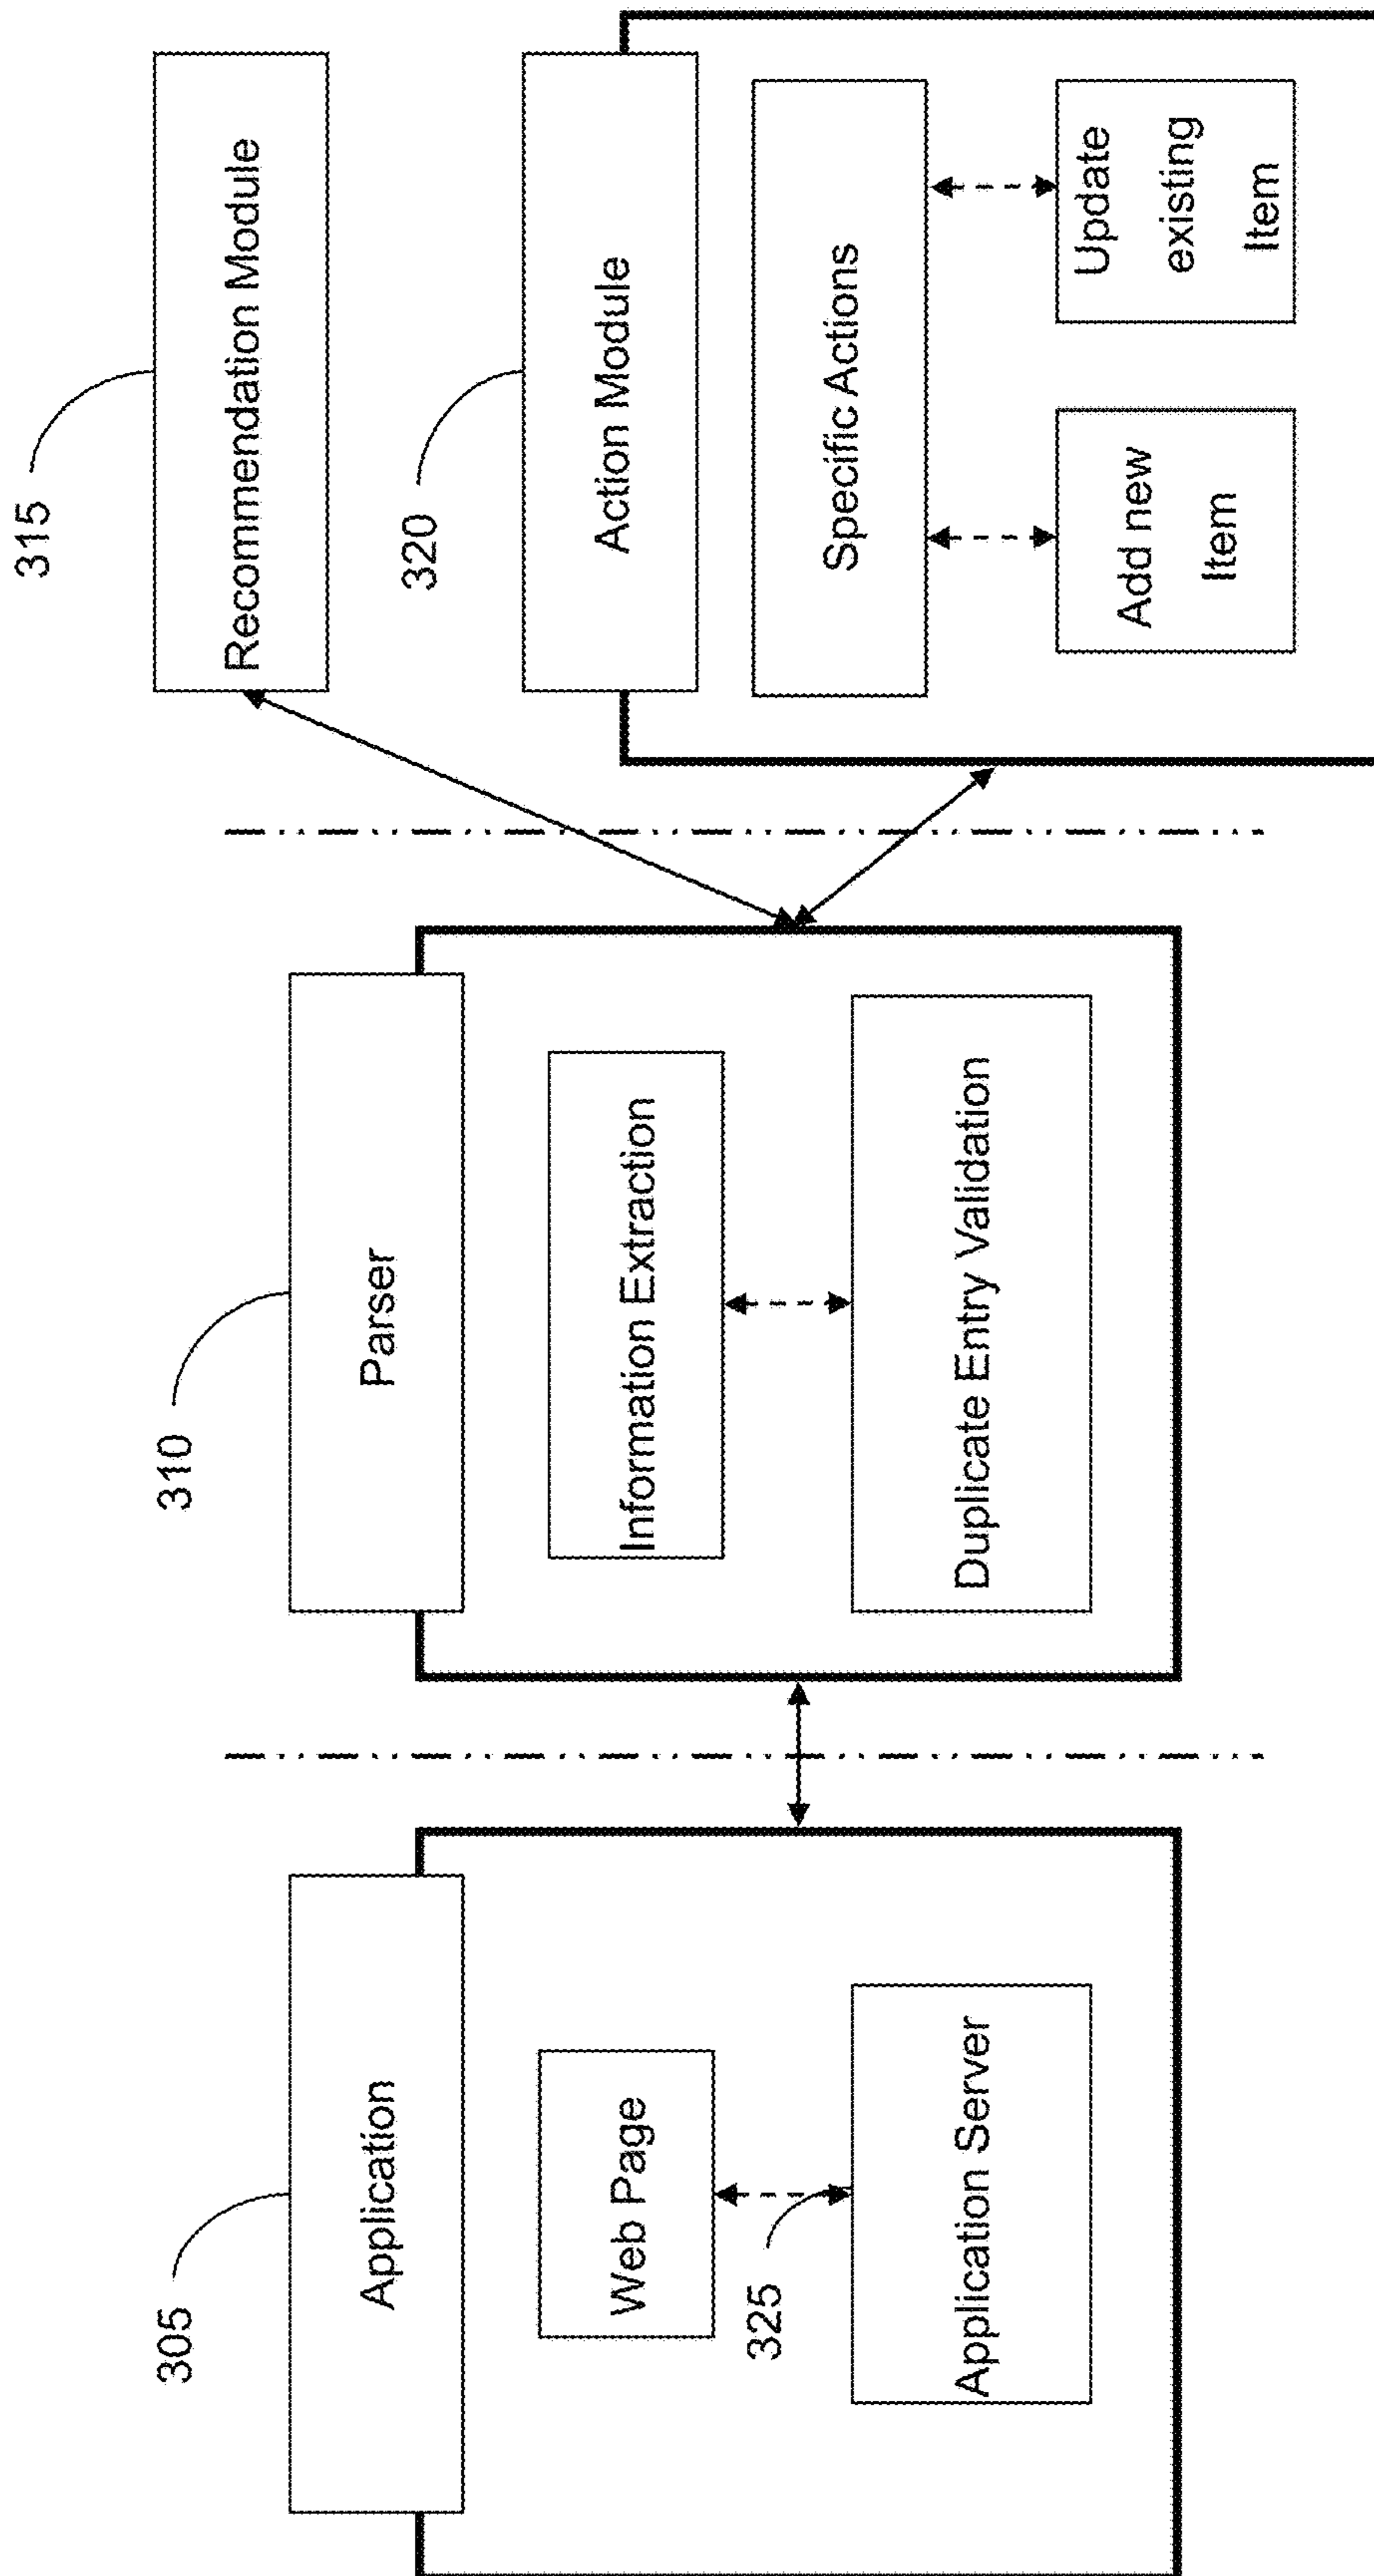 305
Application
Web Page
325
Application Server
310
Parser
Information Extraction
Duplicate Entry Validation
315
Recommendation Module
320
Action Module
Specific Actions
Add new
Item
Update
existing
Item